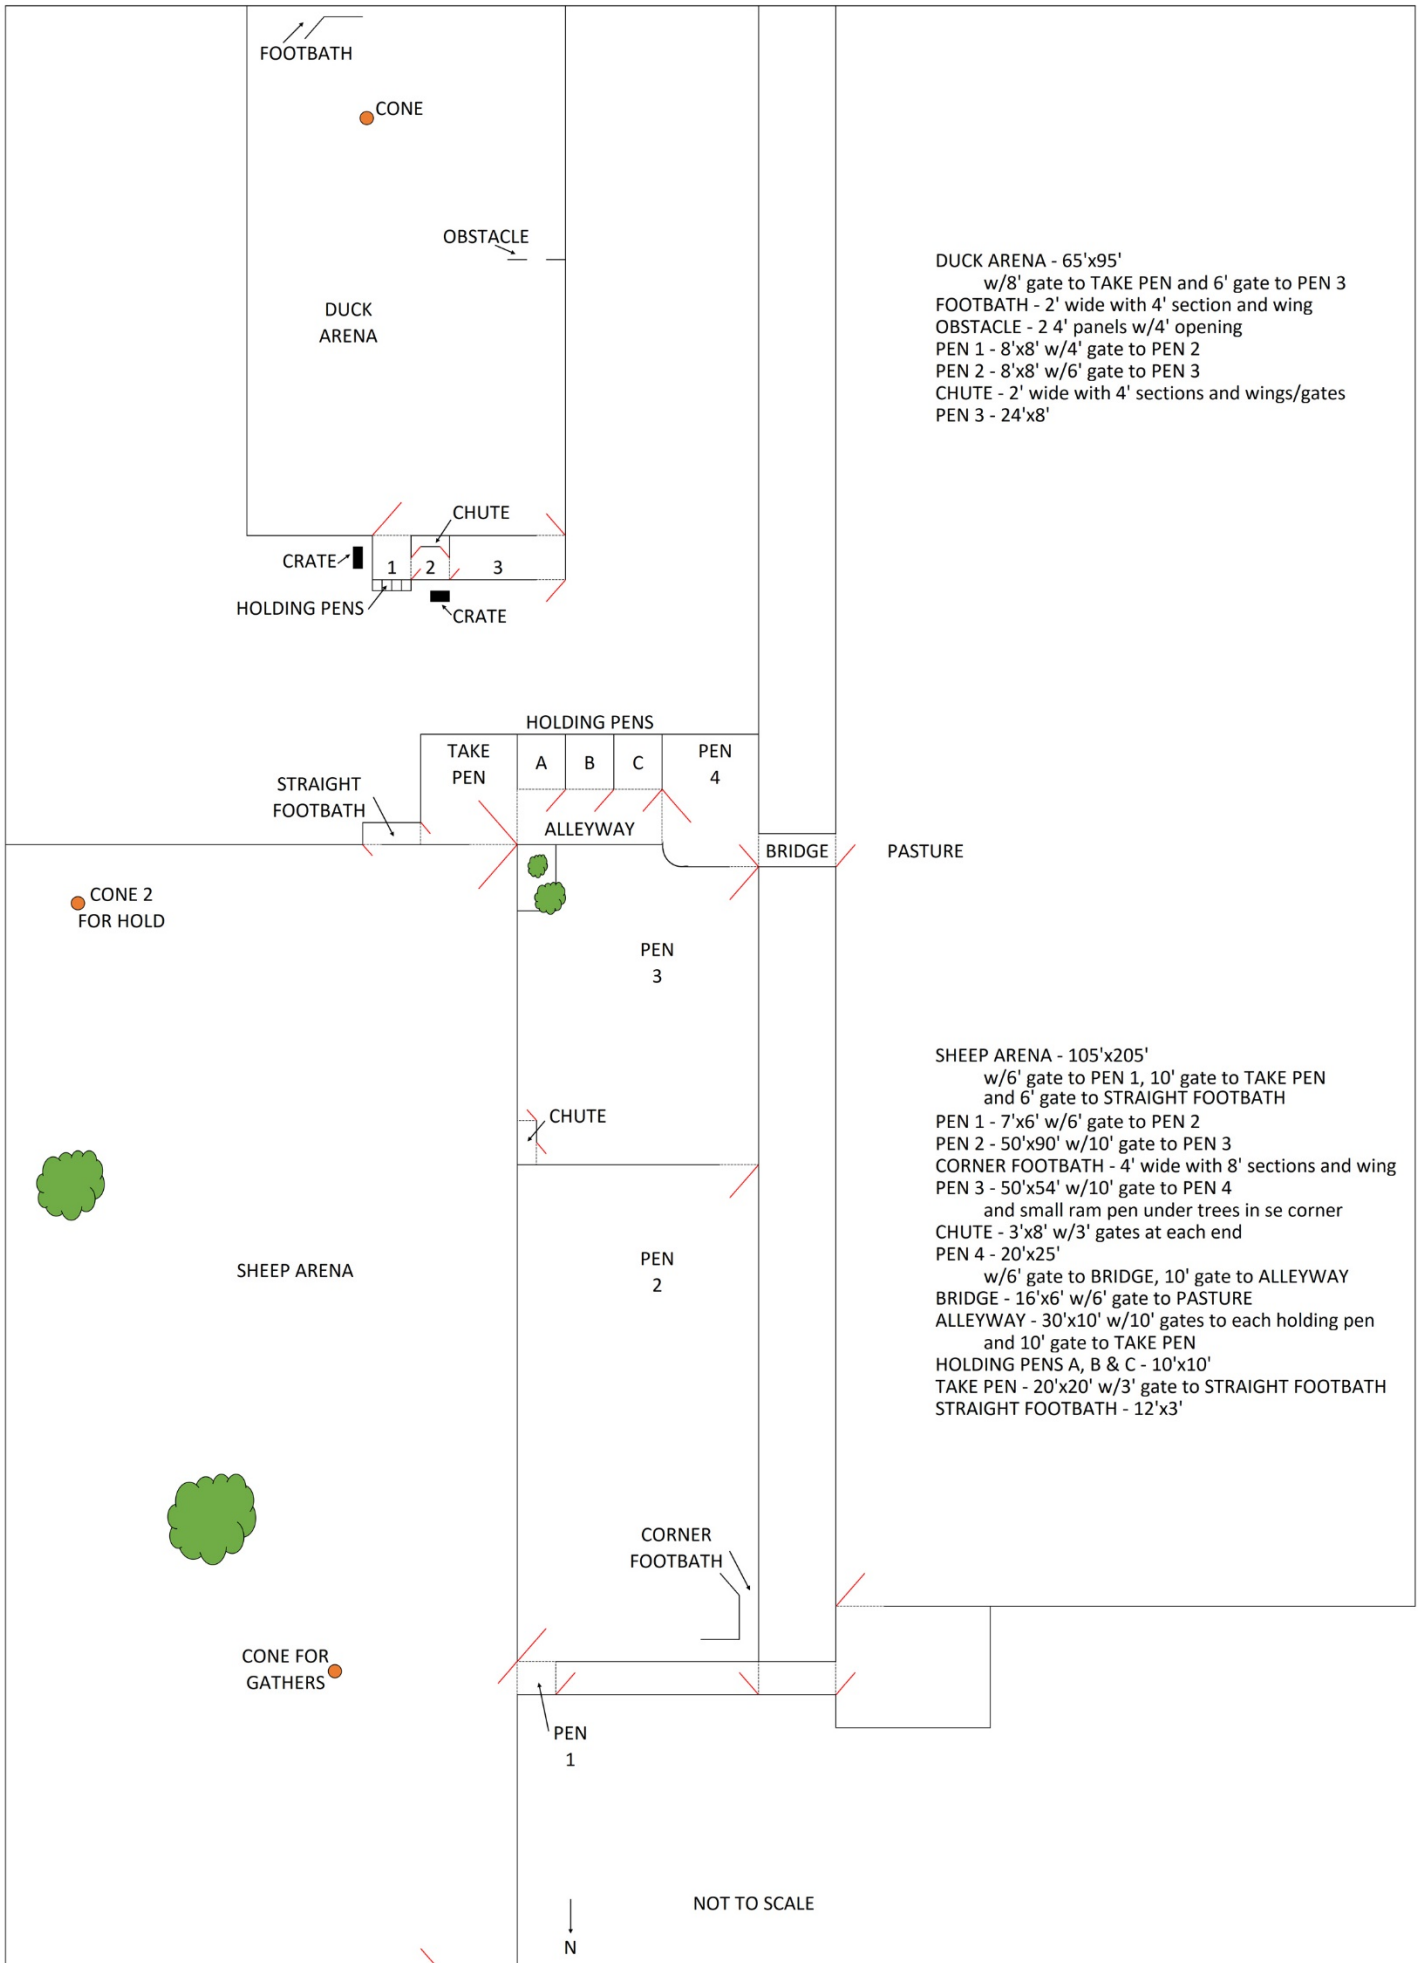 FOOTBATH
CONE
OBSTACLE
DUCK
ARENA
DUCK ARENA - 65'x95'
w/8' gate to TAKE PEN and 6' gate to PEN 3
FOOTBATH - 2' wide with 4' section and wing
OBSTACLE - 2 4' panels w/4' opening
PEN 1 - 8'x8' w/4' gate to PEN 2
PEN 2 - 8'x8' w/6' gate to PEN 3
CHUTE - 2' wide with 4' sections and wings/gates
PEN 3 - 24'x8'
CHUTE
CRATE
1
2
3
HOLDING PENS
CRATE
HOLDING PENS
TAKE
PEN
A
B
C
PEN
4
STRAIGHT
FOOTBATH
ALLEYWAY
BRIDGE
PASTURE
CONE 2
FOR HOLD
PEN
3
CHUTE
SHEEP ARENA
PEN
2
SHEEP ARENA - 105'x205'
w/6' gate to PEN 1, 10' gate to TAKE PEN
and 6' gate to STRAIGHT FOOTBATH
PEN 1 - 7'x6' w/6' gate to PEN 2
PEN 2 - 50'x90' w/10' gate to PEN 3
CORNER FOOTBATH - 4' wide with 8' sections and wing
PEN 3 - 50'x54' w/10' gate to PEN 4
and small ram pen under trees in se corner
CHUTE - 3'x8' w/3' gates at each end
PEN 4 - 20'x25'
w/6' gate to BRIDGE, 10' gate to ALLEYWAY
BRIDGE - 16'x6' w/6' gate to PASTURE
ALLEYWAY - 30'x10' w/10' gates to each holding pen
and 10' gate to TAKE PEN
HOLDING PENS A, B & C - 10'x10'
TAKE PEN - 20'x20' w/3' gate to STRAIGHT FOOTBATH
STRAIGHT FOOTBATH - 12'x3'
CORNER
FOOTBATH
CONE FOR
GATHERS
PEN
1
NOT TO SCALE
N